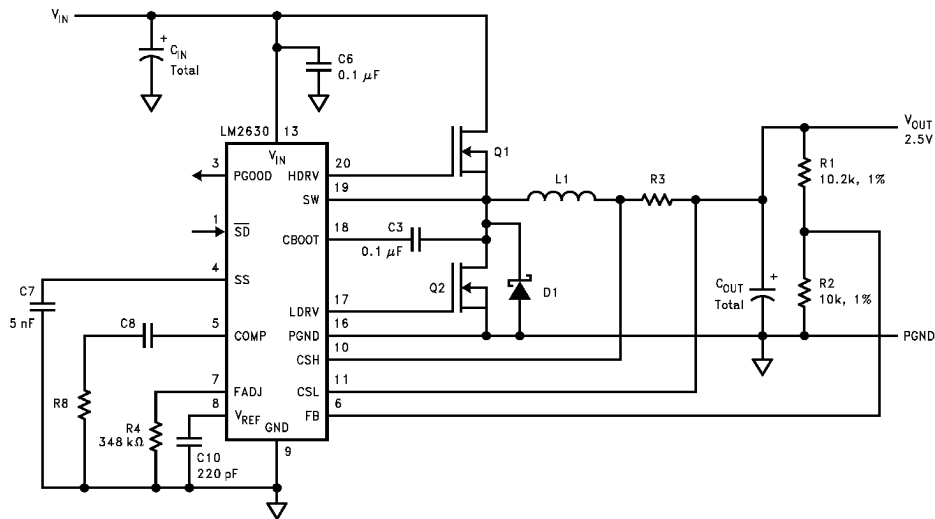 V_IN
C_IN
Total
C6
0.1 μF
LM2630 13
V_IN
3 PGOOD
HDRV 20
Q1
SW 19
L1
R3
V_OUT
2.5V
R1
10.2k, 1%
1 SD
CBOOT 18
C3
0.1 μF
4 SS
C7
5 nF
Q2
D1
C_OUT
Total
R2
10k, 1%
LDRV 17
C8
5 COMP
PGND 16
PGND
CSH 10
7 FADJ
CSL 11
R8
R4
348 kΩ
8 V_REF
FB 6
GND
9
C10
220 pF